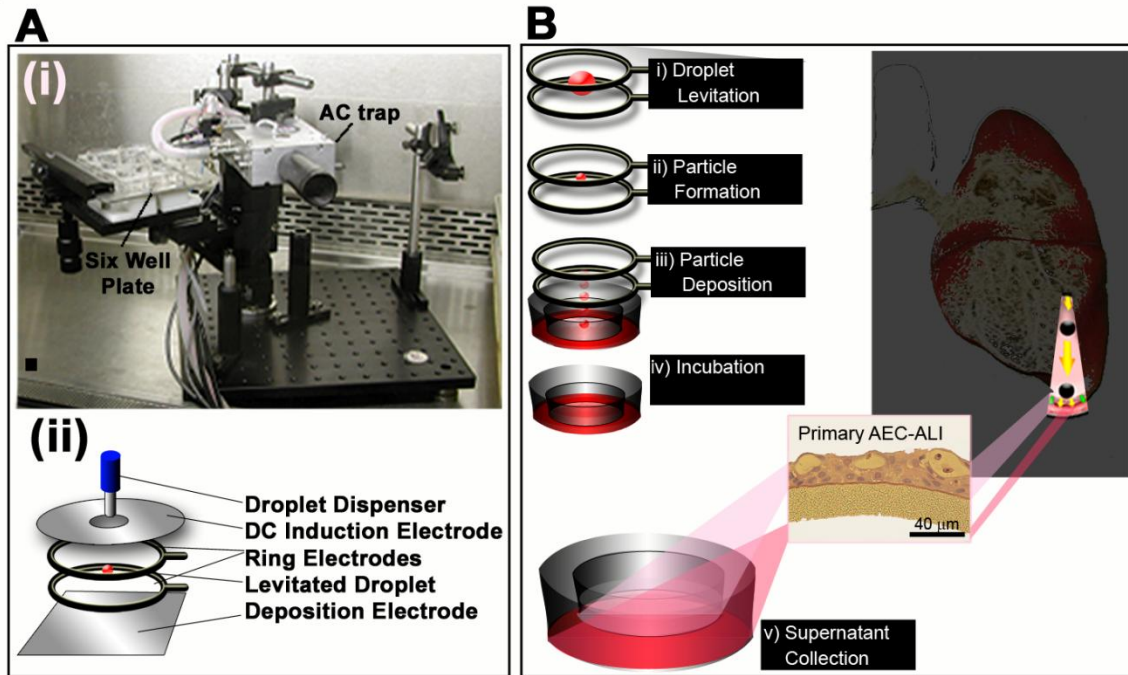 A
(i)
AC trap
Six Well
Plate
(ii)
Droplet Dispenser
DC Induction Electrode
Ring Electrodes
Levitated Droplet
Deposition Electrode
B
i) Droplet
Levitation
ii) Particle
Formation
iii) Particle
Deposition
iv) Incubation
Primary AEC-ALI
40 μm
v) Supernatant
Collection